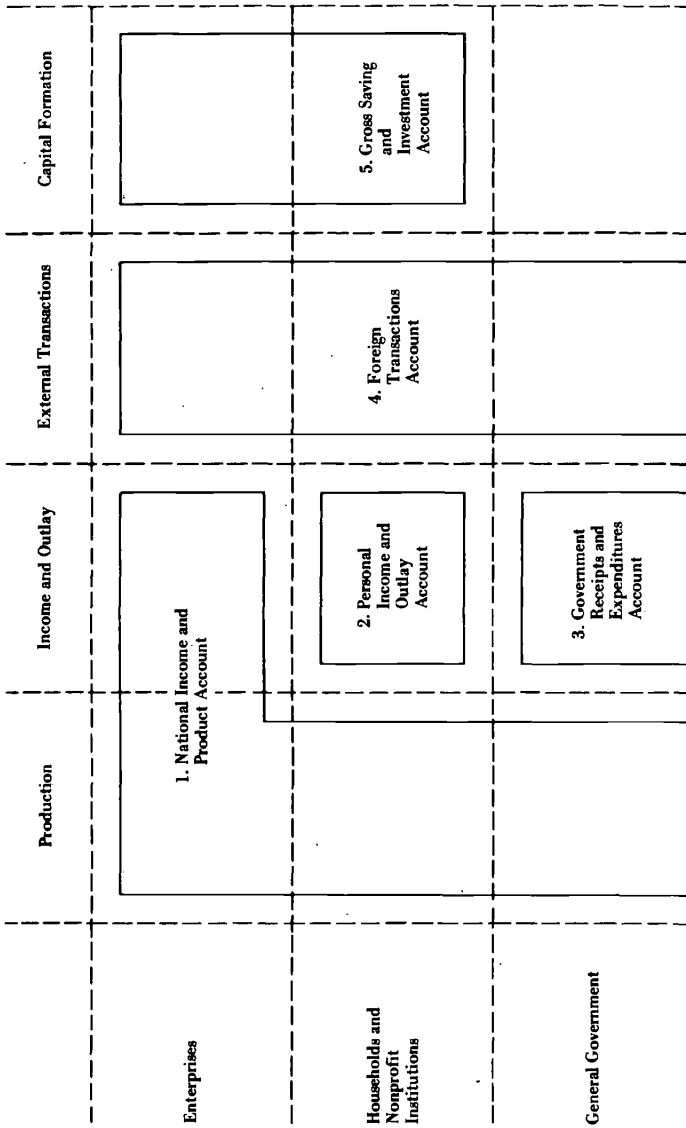 Production
Income and Outlay
External Transactions
Capital Formation
Enterprises
1. National Income and
Product Account
Households and
Nonprofit
Institutions
2. Personal
Income and
Outlay
Account
4. Foreign
Transactions
Account
5. Gross Saving
and
Investment
Account
General Government
3. Government
Receipts and
Expenditures
Account